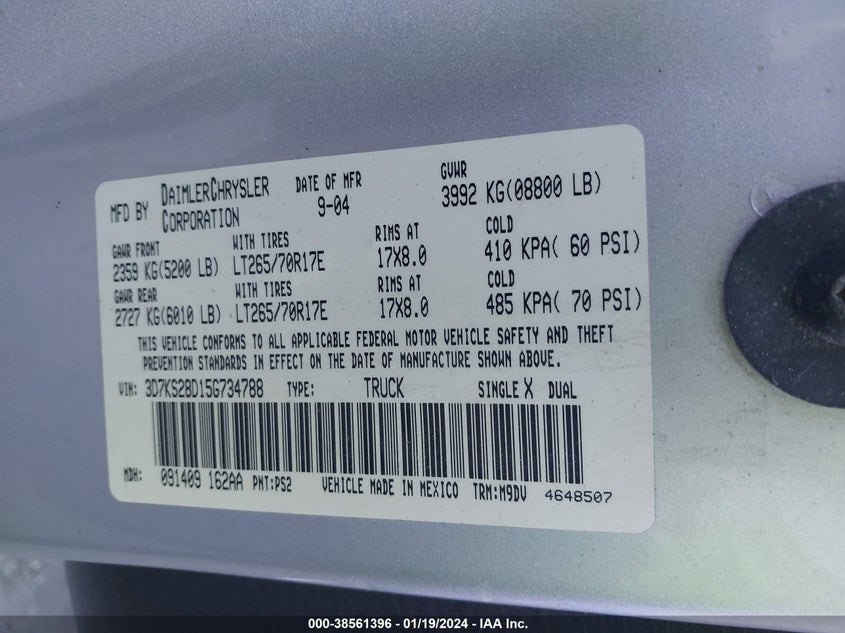 MFD BY DAIMLERCHRYSLER CORPORATION
DATE OF MFR 9-04
GVWR 3992 KG(08800 LB)
GAWR FRONT WITH TIRES RIMS AT COLD
2359 KG(5200 LB) LT265/70R17E 17X8.0 410 KPA( 60 PSI)
GAWR REAR WITH TIRES RIMS AT COLD
2727 KG(6010 LB) LT265/70R17E 17X8.0 485 KPA( 70 PSI)
THIS VEHICLE CONFORMS TO ALL APPLICABLE FEDERAL MOTOR VEHICLE SAFETY AND THEFT
PREVENTION STANDARDS IN EFFECT ON THE DATE OF MANUFACTURE SHOWN ABOVE.
VIN: 3D7KS28D15G734788 TYPE: TRUCK SINGLE X DUAL
MDH: 091409 162AA PNT:PS2 VEHICLE MADE IN MEXICO TRM:M9DV 4648507
000-38561396 - 01/19/2024 - IAA Inc.